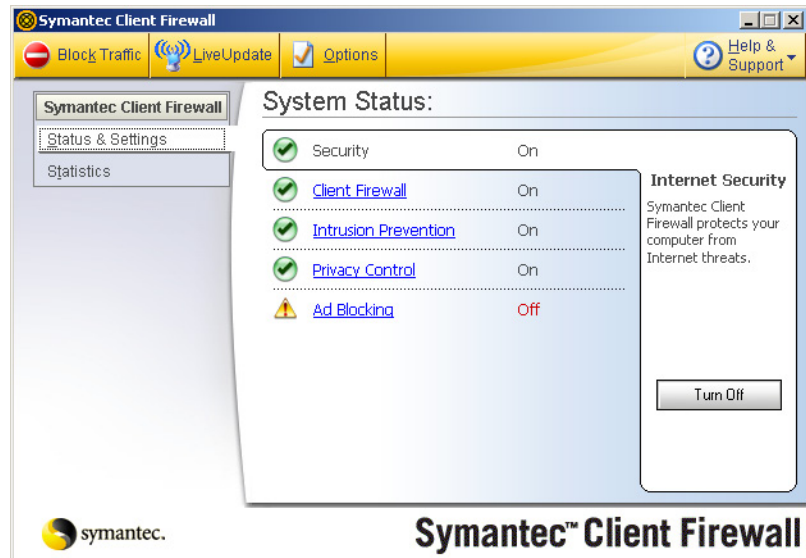 Symantec Client Firewall
Block Traffic LiveUpdate Options Help & Support
Symantec Client Firewall
Status & Settings
Statistics
System Status:
Security On
Client Firewall On
Intrusion Prevention On
Privacy Control On
Ad Blocking Off
Internet Security
Symantec Client
Firewall protects your
computer from
Internet threats.
Turn Off
symantec.
Symantec™ Client Firewall